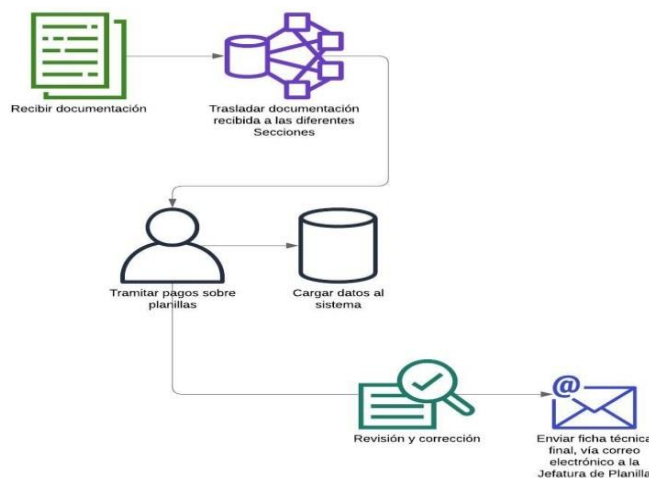 Recibir documentación
Trasladar documentación
recibida a las diferentes
Secciones
Tramitar pagos sobre
planillas
Cargar datos al
sistema
Revisión y corrección
@
Enviar ficha técnica
final, vía correo
electrónico a la
Jefatura de Planilla